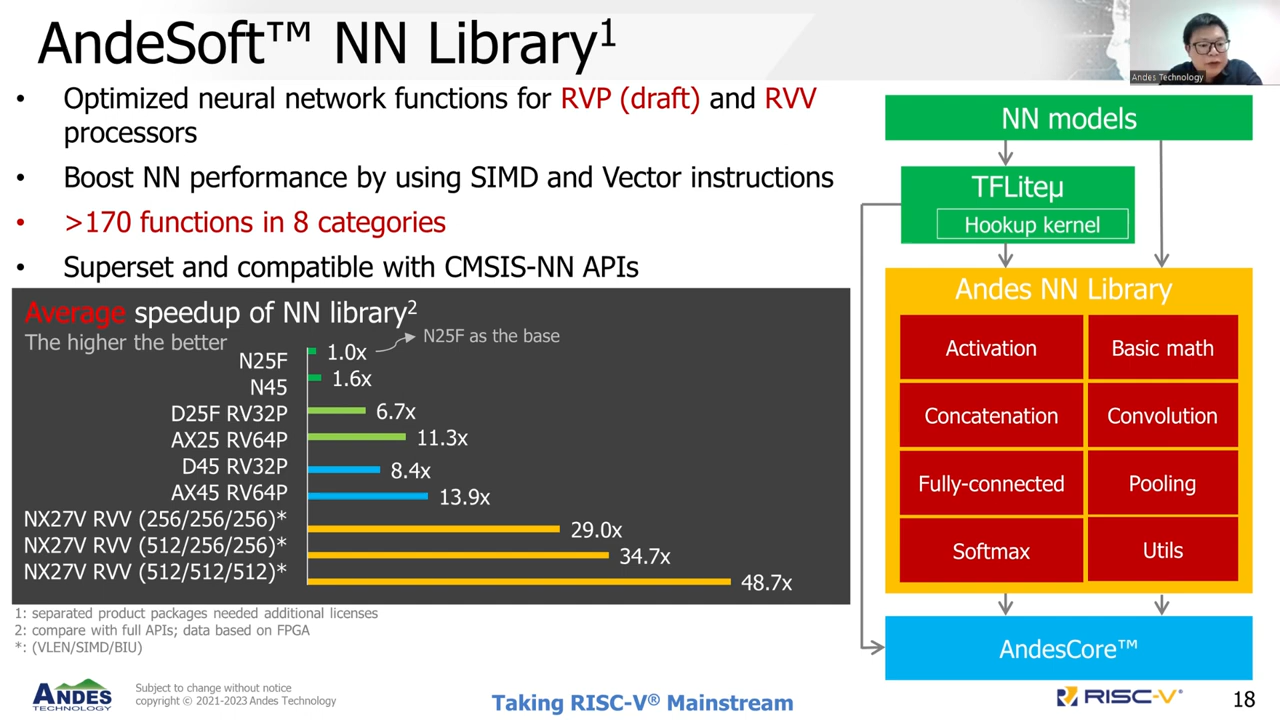 AndeSoft™ NN Library1
Andes Technology
• Optimized neural network functions for RVP (draft) and RVV
processors
• Boost NN performance by using SIMD and Vector instructions
• >170 functions in 8 categories
• Superset and compatible with CMSIS-NN APIs
Average speedup of NN library2
The higher the better
N25F as the base
N25F 1.0x
N45 1.6x
D25F RV32P 6.7x
AX25 RV64P 11.3x
D45 RV32P 8.4x
AX45 RV64P 13.9x
NX27V RVV (256/256/256)* 29.0x
NX27V RVV (512/256/256)* 34.7x
NX27V RVV (512/512/512)* 48.7x
1: separated product packages needed additional licenses
2: compare with full APIs; data based on FPGA
*: (VLEN/SIMD/BIU)
NN models
TFLiteμ
Hookup kernel
Andes NN Library
Activation Basic math
Concatenation Convolution
Fully-connected Pooling
Softmax Utils
AndesCore™
ANDES
TECHNOLOGY
Subject to change without notice
copyright © 2021-2023 Andes Technology
Taking RISC-V® Mainstream
RISC-V®
18